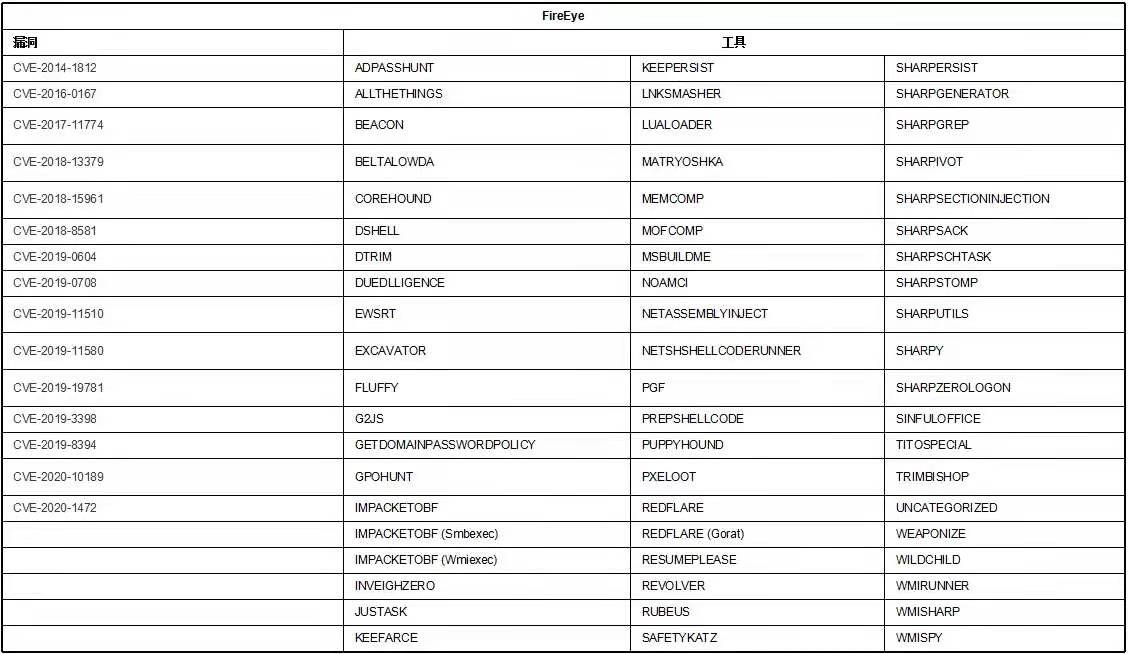 FireEye
漏洞 工具
CVE-2014-1812 ADPASSHUNT KEEPERSIST SHARPERSIST
CVE-2016-0167 ALLTHETHINGS LNKSMASHER SHARPGENERATOR
CVE-2017-11774 BEACON LUALOADER SHARPGREP
CVE-2018-13379 BELTALOWDA MATRYOSHKA SHARPIVOT
CVE-2018-15961 COREHOUND MEMCOMP SHARPSECTIONINJECTION
CVE-2018-8581 DSHELL MOFCOMP SHARPSACK
CVE-2019-0604 DTRIM MSBUILDME SHARPSCHTASK
CVE-2019-0708 DUEDLLIGENCE NOAMCI SHARPSTOMP
CVE-2019-11510 EWSRT NETASSEMBLYINJECT SHARPUTILS
CVE-2019-11580 EXCAVATOR NETSHSHELLCODERUNNER SHARPY
CVE-2019-19781 FLUFFY PGF SHARPZEROLOGON
CVE-2019-3398 G2JS PREPSHELLCODE SINFULOFFICE
CVE-2019-8394 GETDOMAINPASSWORDPOLICY PUPPYHOUND TITOSPECIAL
CVE-2020-10189 GPOHUNT PXELOOT TRIMBISHOP
CVE-2020-1472 IMPACKETOBF REDFLARE UNCATEGORIZED
IMPACKETOBF (Smbexec) REDFLARE (Gorat) WEAPONIZE
IMPACKETOBF (Wmiexec) RESUMEPLEASE WILDCHILD
INVEIGHZERO REVOLVER WMIRUNNER
JUSTASK RUBEUS WMISHARP
KEEFARCE SAFETYKATZ WMISPY